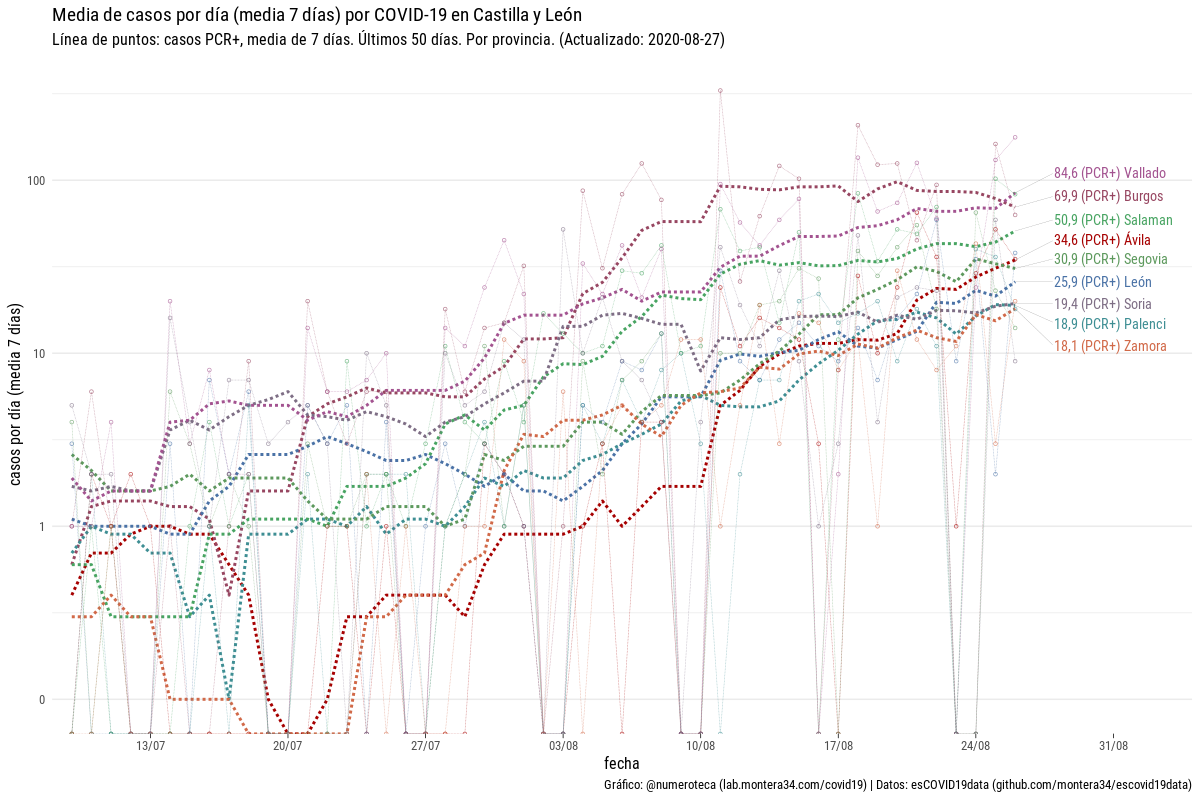 Media de casos por día (media 7 días) por COVID-19 en Castilla y León
Línea de puntos: casos PCR+, media de 7 días. Últimos 50 días. Por provincia. (Actualizado: 2020-08-27)
casos por día (media 7 días)
100
10
1
0
84,6 (PCR+) Vallado
69,9 (PCR+) Burgos
50,9 (PCR+) Salaman
34,6 (PCR+) Ávila
30,9 (PCR+) Segovia
25,9 (PCR+) León
19,4 (PCR+) Soria
18,9 (PCR+) Palenci
18,1 (PCR+) Zamora
13/07
20/07
27/07
03/08
10/08
17/08
24/08
31/08
fecha
Gráfico: @numeroteca (lab.montera34.com/covid19) | Datos: esCOVID19data (github.com/montera34/escovid19data)